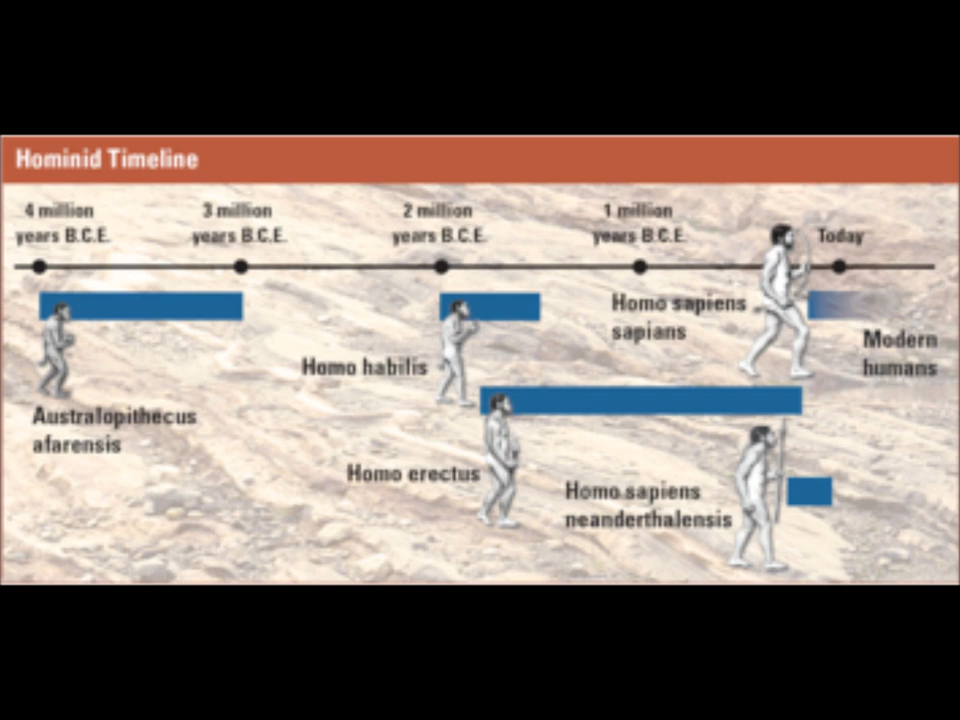 Hominid Timeline
4 million
years B.C.E.
3 million
years B.C.E.
2 million
years B.C.E.
1 million
years B.C.E.
Today
Homo sapiens
sapians
Modern
humans
Homo habilis
Australopithecus
afarensis
Homo erectus
Homo sapiens
neanderthalensis